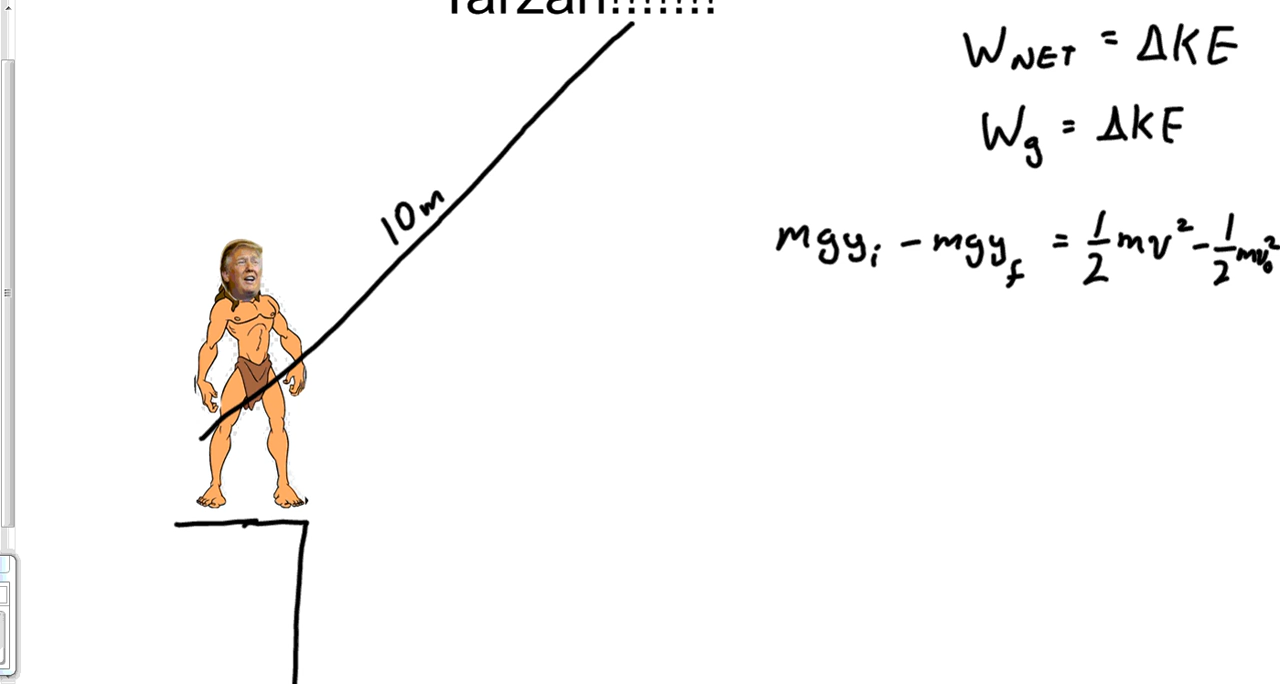 Tarzan!!!!!!!
W_NET = ΔKE
W_g = ΔKE
10m
mgy_i - mgy_f = 1/2 mv² - 1/2 mv₀²